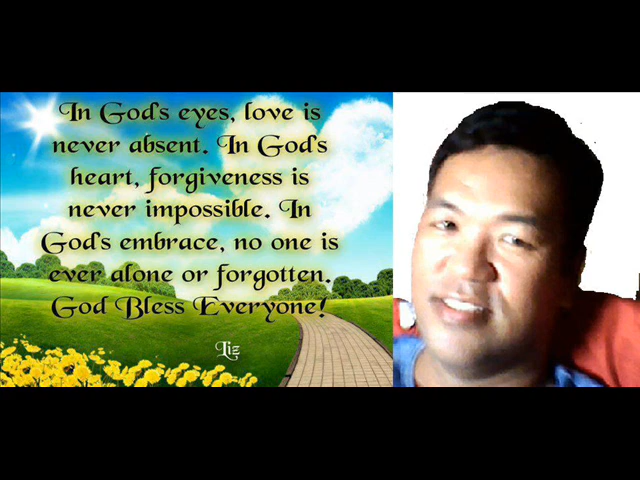 In God's eyes, love is
never absent. In God's
heart, forgiveness is
never impossible. In
God's embrace, no one is
ever alone or forgotten.
God Bless Everyone!
Liz